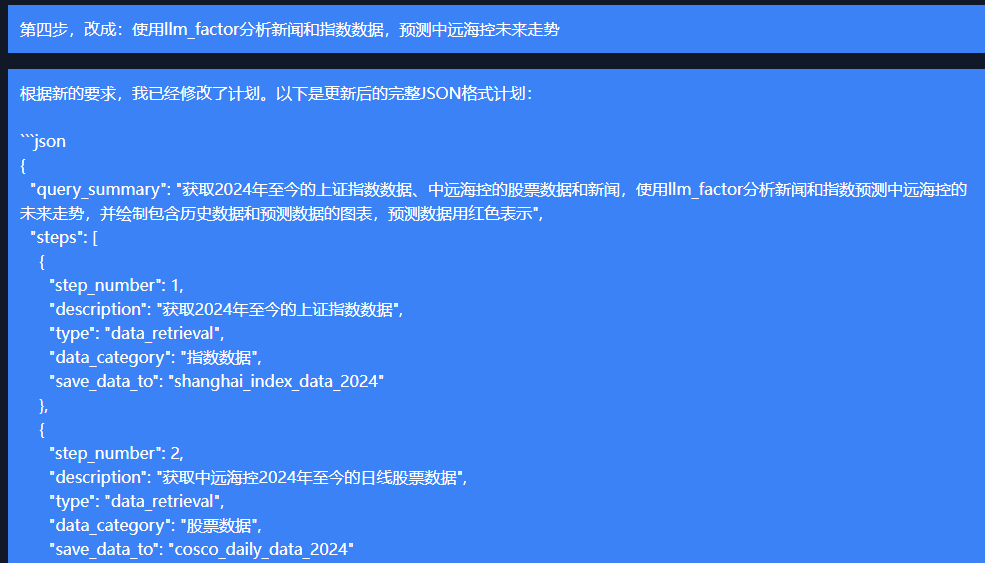 第四步，改成：使用llm_factor分析新闻和指数数据，预测中远海控未来走势
根据新的要求，我已经修改了计划。以下是更新后的完整JSON格式计划：
```json
{
"query_summary": "获取2024年至今的上证指数数据、中远海控的股票数据和新闻，使用llm_factor分析新闻和指数预测中远海控的
未来走势，并绘制包含历史数据和预测数据的图表，预测数据用红色表示",
"steps": [
{
"step_number": 1,
"description": "获取2024年至今的上证指数数据",
"type": "data_retrieval",
"data_category": "指数数据",
"save_data_to": "shanghai_index_data_2024"
},
{
"step_number": 2,
"description": "获取中远海控2024年至今的日线股票数据",
"type": "data_retrieval",
"data_category": "股票数据",
"save_data_to": "cosco_daily_data_2024"